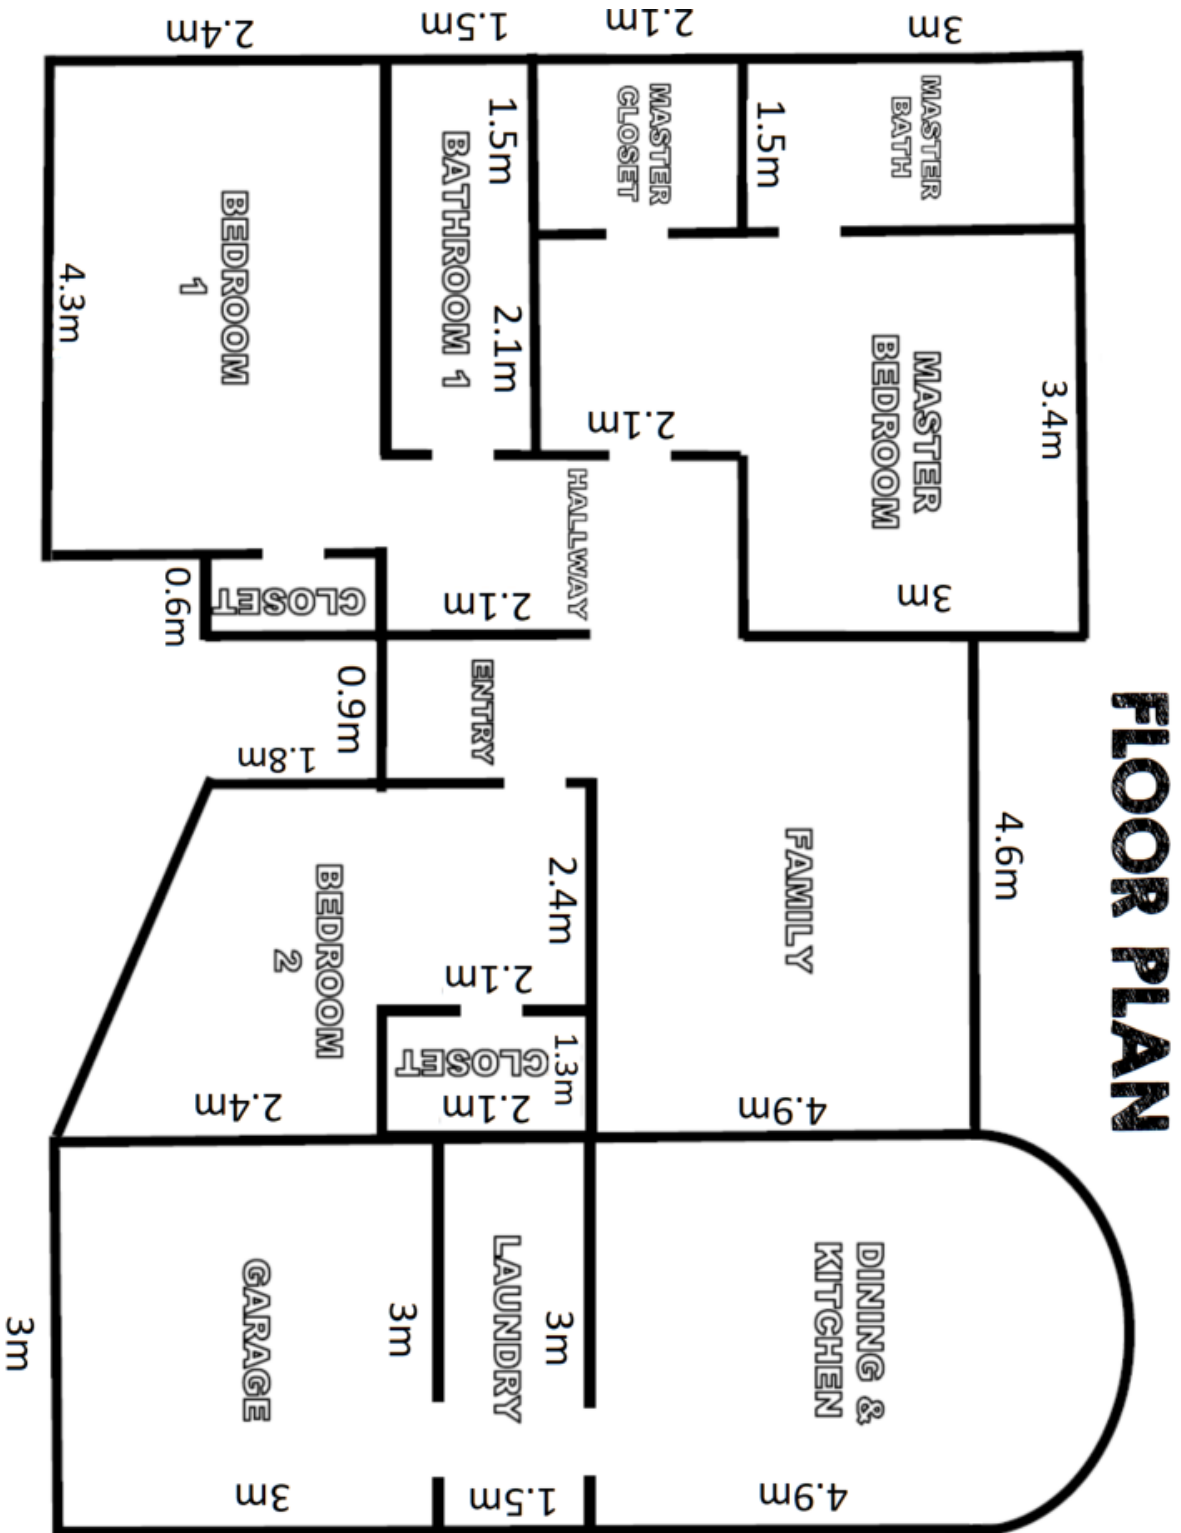 FLOOR PLAN
2.4m
1.5m
2.1m
3m
MASTER
BATH
1.5m
MASTER
CLOSET
1.5m
BATHROOM 1
2.1m
BEDROOM
1
4.3m
3.4m
MASTER
BEDROOM
2.1m
3m
HALLWAY
2.1m
CLOSET
0.6m
0.9m
ENTRY
1.8m
4.6m
FAMILY
4.9m
2.4m
BEDROOM
2
2.1m
CLOSET
1.3m
2.1m
2.4m
DINING &
KITCHEN
4.9m
LAUNDRY
3m
1.5m
GARAGE
3m
3m
3m